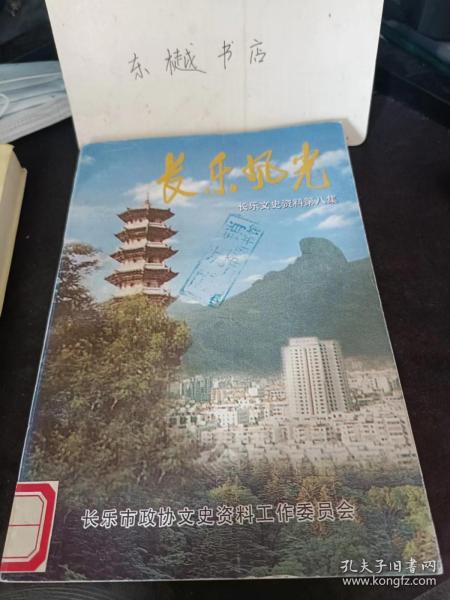 东樾书店
长乐风光
长乐文史资料第八集
长乐市政协文史资料工作委员会
孔夫子旧书网
www.kongfz.com